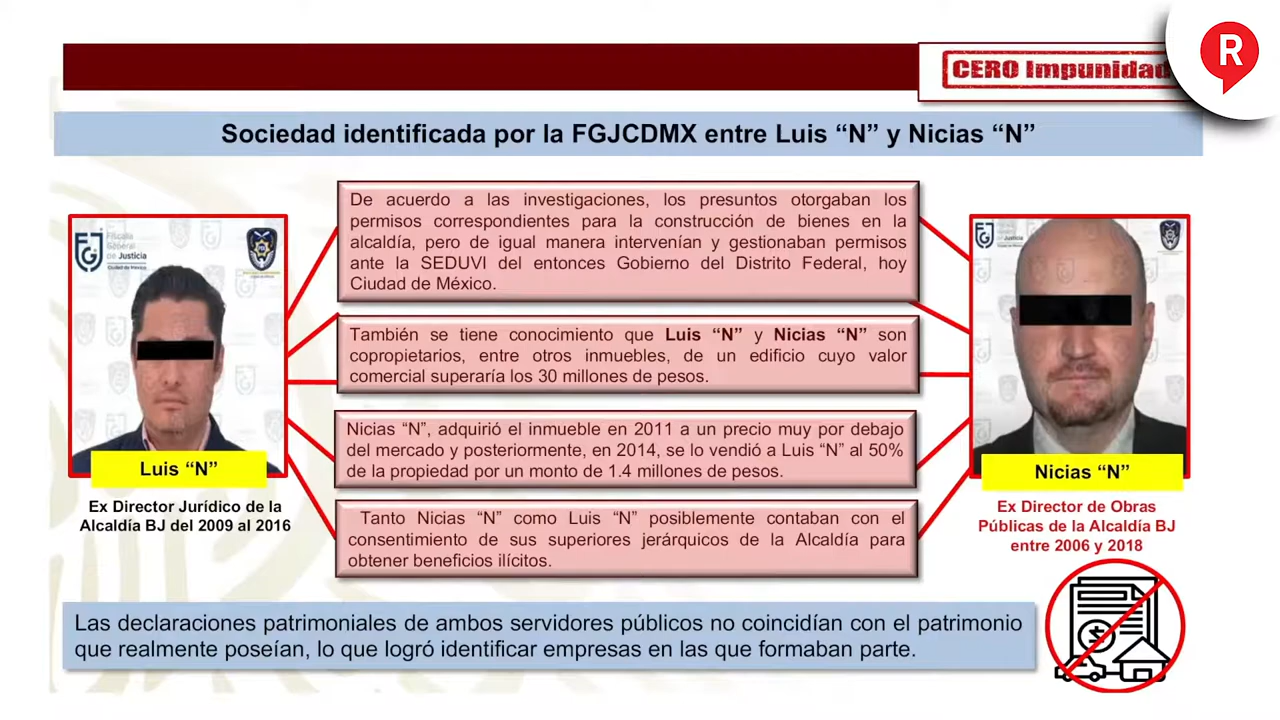 R
CERO Impunidad
Sociedad identificada por la FGJCDMX entre Luis “N” y Nicias “N”
De acuerdo a las investigaciones, los presuntos otorgaban los
permisos correspondientes para la construcción de bienes en la
alcaldía, pero de igual manera intervenían y gestionaban permisos
ante la SEDUVI del entonces Gobierno del Distrito Federal, hoy
Ciudad de México.
También se tiene conocimiento que Luis “N” y Nicias “N” son
copropietarios, entre otros inmuebles, de un edificio cuyo valor
comercial superaría los 30 millones de pesos.
Nicias “N”, adquirió el inmueble en 2011 a un precio muy por debajo
del mercado y posteriormente, en 2014, se lo vendió a Luis “N” al 50%
de la propiedad por un monto de 1.4 millones de pesos.
Tanto Nicias “N” como Luis “N” posiblemente contaban con el
consentimiento de sus superiores jerárquicos de la Alcaldía para
obtener beneficios ilícitos.
Fiscalía
General
de Justicia
Ciudad de México
Luis “N”
Ex Director Jurídico de la
Alcaldía BJ del 2009 al 2016
Nicias “N”
Ex Director de Obras
Públicas de la Alcaldía BJ
entre 2006 y 2018
Las declaraciones patrimoniales de ambos servidores públicos no coincidían con el patrimonio
que realmente poseían, lo que logró identificar empresas en las que formaban parte.